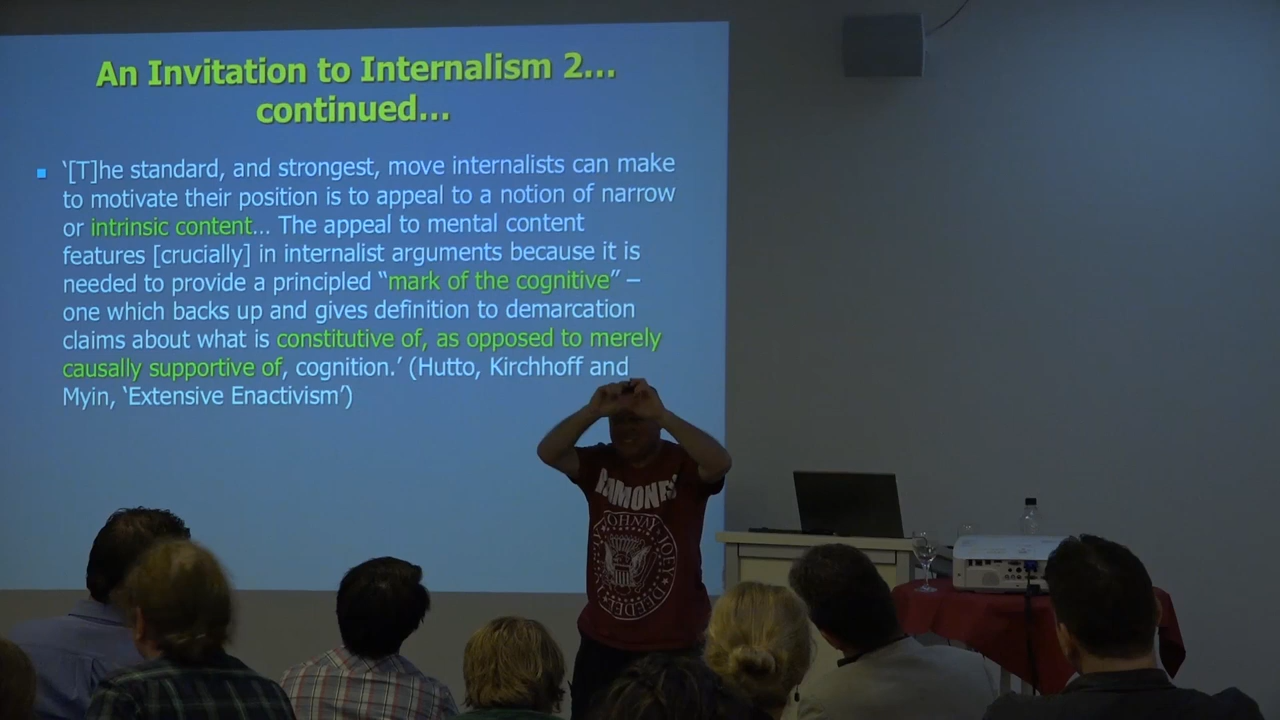 An Invitation to Internalism 2...
continued...
▪ ‘[T]he standard, and strongest, move internalists can make
to motivate their position is to appeal to a notion of narrow
or intrinsic content... The appeal to mental content
features [crucially] in internalist arguments because it is
needed to provide a principled “mark of the cognitive” –
one which backs up and gives definition to demarcation
claims about what is constitutive of, as opposed to merely
causally supportive of, cognition.’ (Hutto, Kirchhoff and
Myin, ‘Extensive Enactivism’)
RAMONES
JOHNNY JOEY DEEDEE